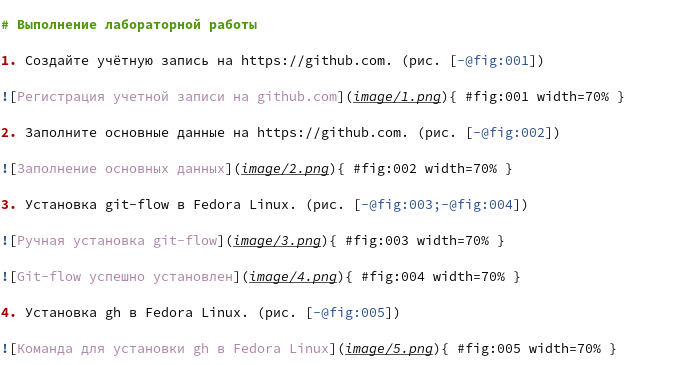 # Выполнение лабораторной работы
1. Создайте учётную запись на https://github.com. (рис. [-@fig:001])
![Регистрация учетной записи на github.com](image/1.png){ #fig:001 width=70% }
2. Заполните основные данные на https://github.com. (рис. [-@fig:002])
![Заполнение основных данных](image/2.png){ #fig:002 width=70% }
3. Установка git-flow в Fedora Linux. (рис. [-@fig:003;-@fig:004])
![Ручная установка git-flow](image/3.png){ #fig:003 width=70% }
![Git-flow успешно установлен](image/4.png){ #fig:004 width=70% }
4. Установка gh в Fedora Linux. (рис. [-@fig:005])
![Команда для установки gh в Fedora Linux](image/5.png){ #fig:005 width=70% }